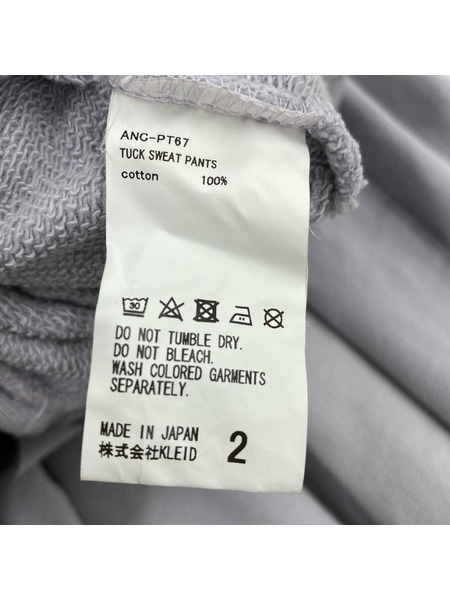 ANC-PT67
TUCK SWEAT PANTS
cotton 100%
30
DO NOT TUMBLE DRY.
DO NOT BLEACH.
WASH COLORED GARMENTS
SEPARATELY.
MADE IN JAPAN
株式会社KLEID 2